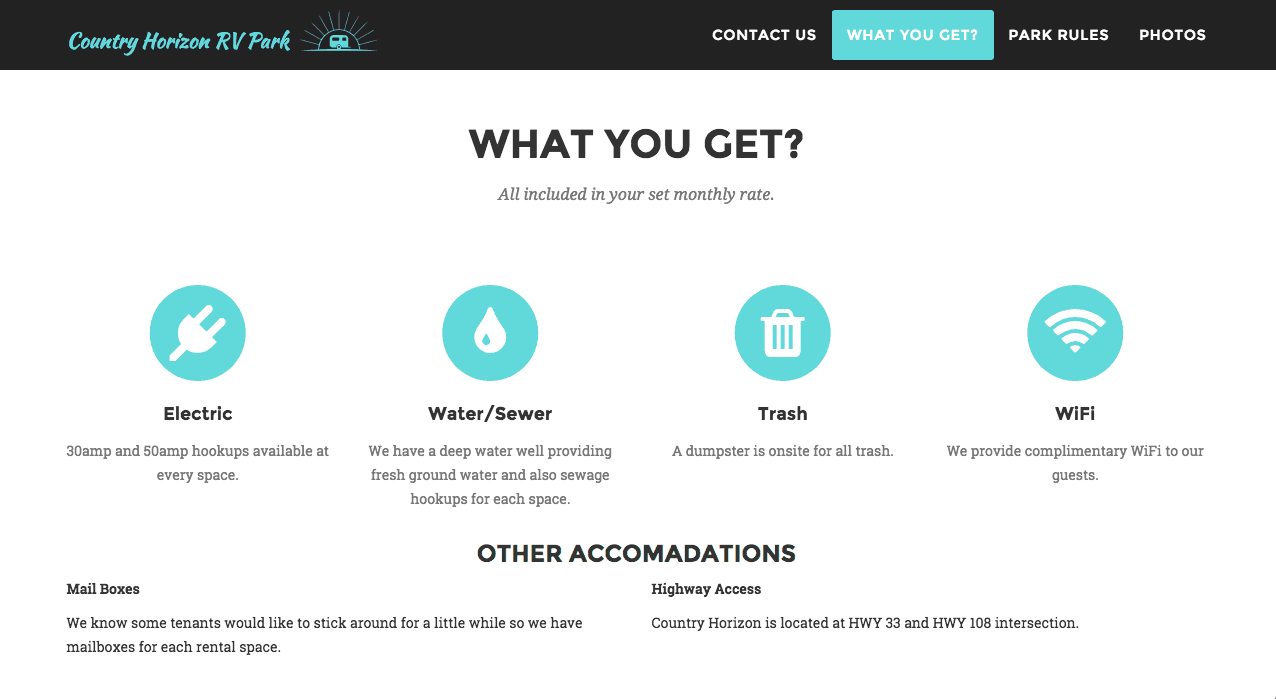 Country Horizon RV Park
CONTACT US
WHAT YOU GET?
PARK RULES
PHOTOS
WHAT YOU GET?
All included in your set monthly rate.
Electric
30amp and 50amp hookups available at
every space.
Water/Sewer
We have a deep water well providing
fresh ground water and also sewage
hookups for each space.
Trash
A dumpster is onsite for all trash.
WiFi
We provide complimentary WiFi to our
guests.
OTHER ACCOMADATIONS
Mail Boxes
We know some tenants would like to stick around for a little while so we have
mailboxes for each rental space.
Highway Access
Country Horizon is located at HWY 33 and HWY 108 intersection.